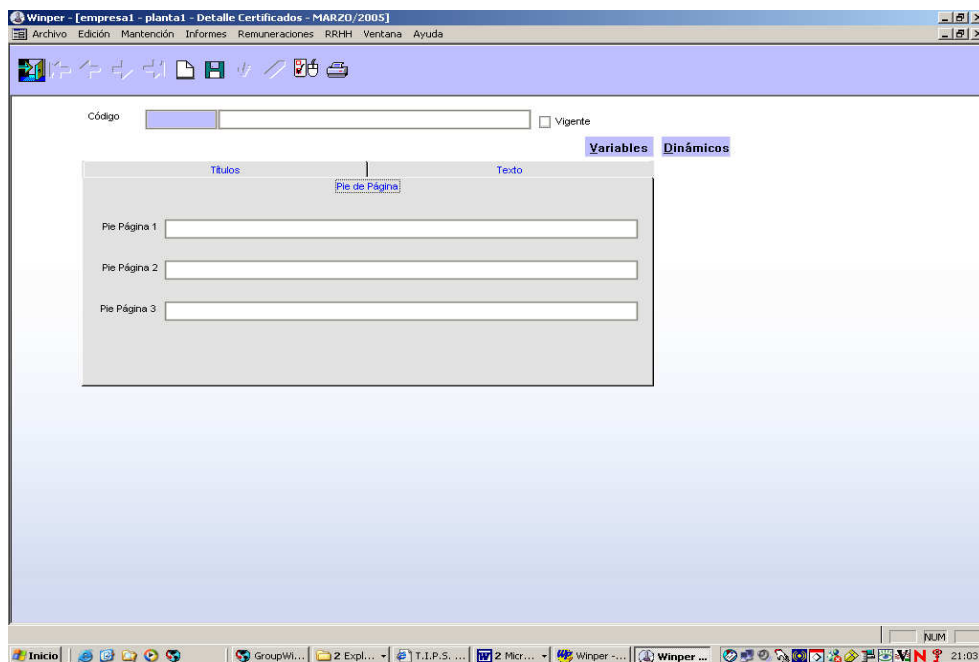 Winper - [empresa1 - planta1 - Detalle Certificados - MARZO/2005]
Archivo Edición Mantención Informes Remuneraciones RRHH Ventana Ayuda
Código Vigente
Variables Dinámicos
Títulos Texto
Pie de Página
Pie Página 1
Pie Página 2
Pie Página 3
NUM
Inicio GroupWi... 2 Expl... T.I.P.S. ... 2 Micr... Winper -... Winper ...